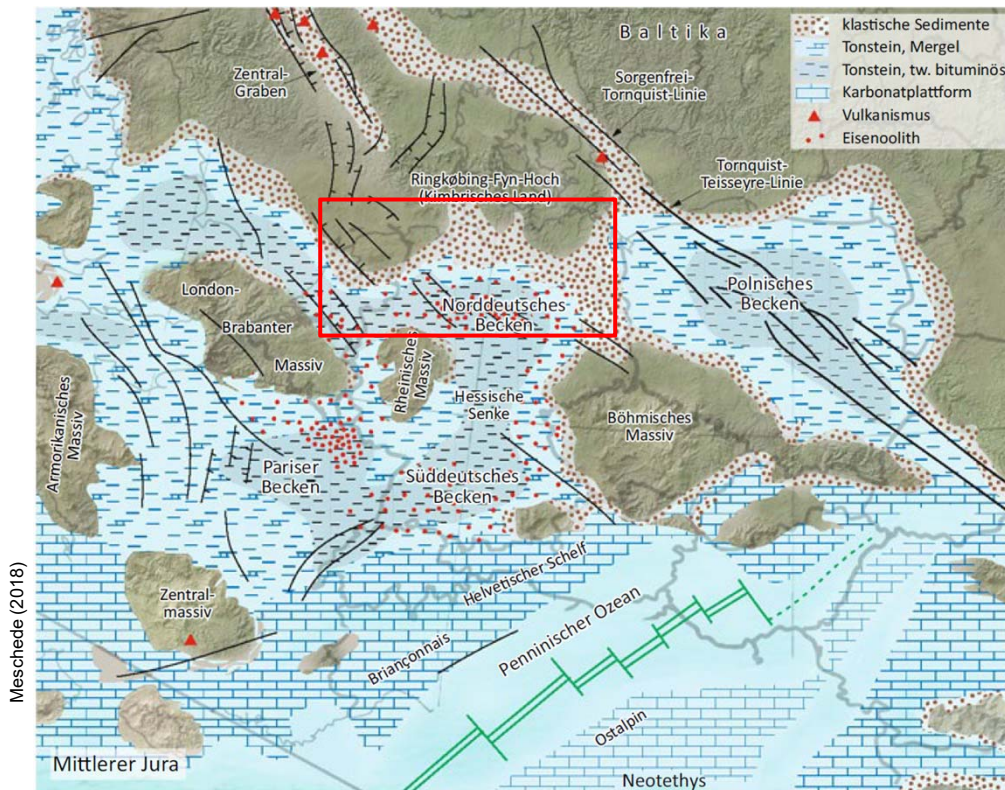 Baltika
Zentral-
Graben
Sorgenfrei-
Tornquist-Linie
klastische Sedimente
Tonstein, Mergel
Tonstein, tw. bituminös
Karbonatplattform
Vulkanismus
Eisenoolith
Ringkøbing-Fyn-Hoch
(Kimbrisches Land)
Tornquist-
Teisseyre-Linie
London-
Brabanter
Massiv
Norddeutsches
Becken
Polnisches
Becken
Rheinische
Massiv
Armorikanisches
Massiv
Hessische
Senke
Böhmisches
Massiv
Pariser
Becken
Süddeutsches
Becken
Helvetischer Schelf
Zentral-
massiv
Briançonnais
Penninischer Ozean
Ostalpin
Neotethys
Mittlerer Jura
Meschede (2018)